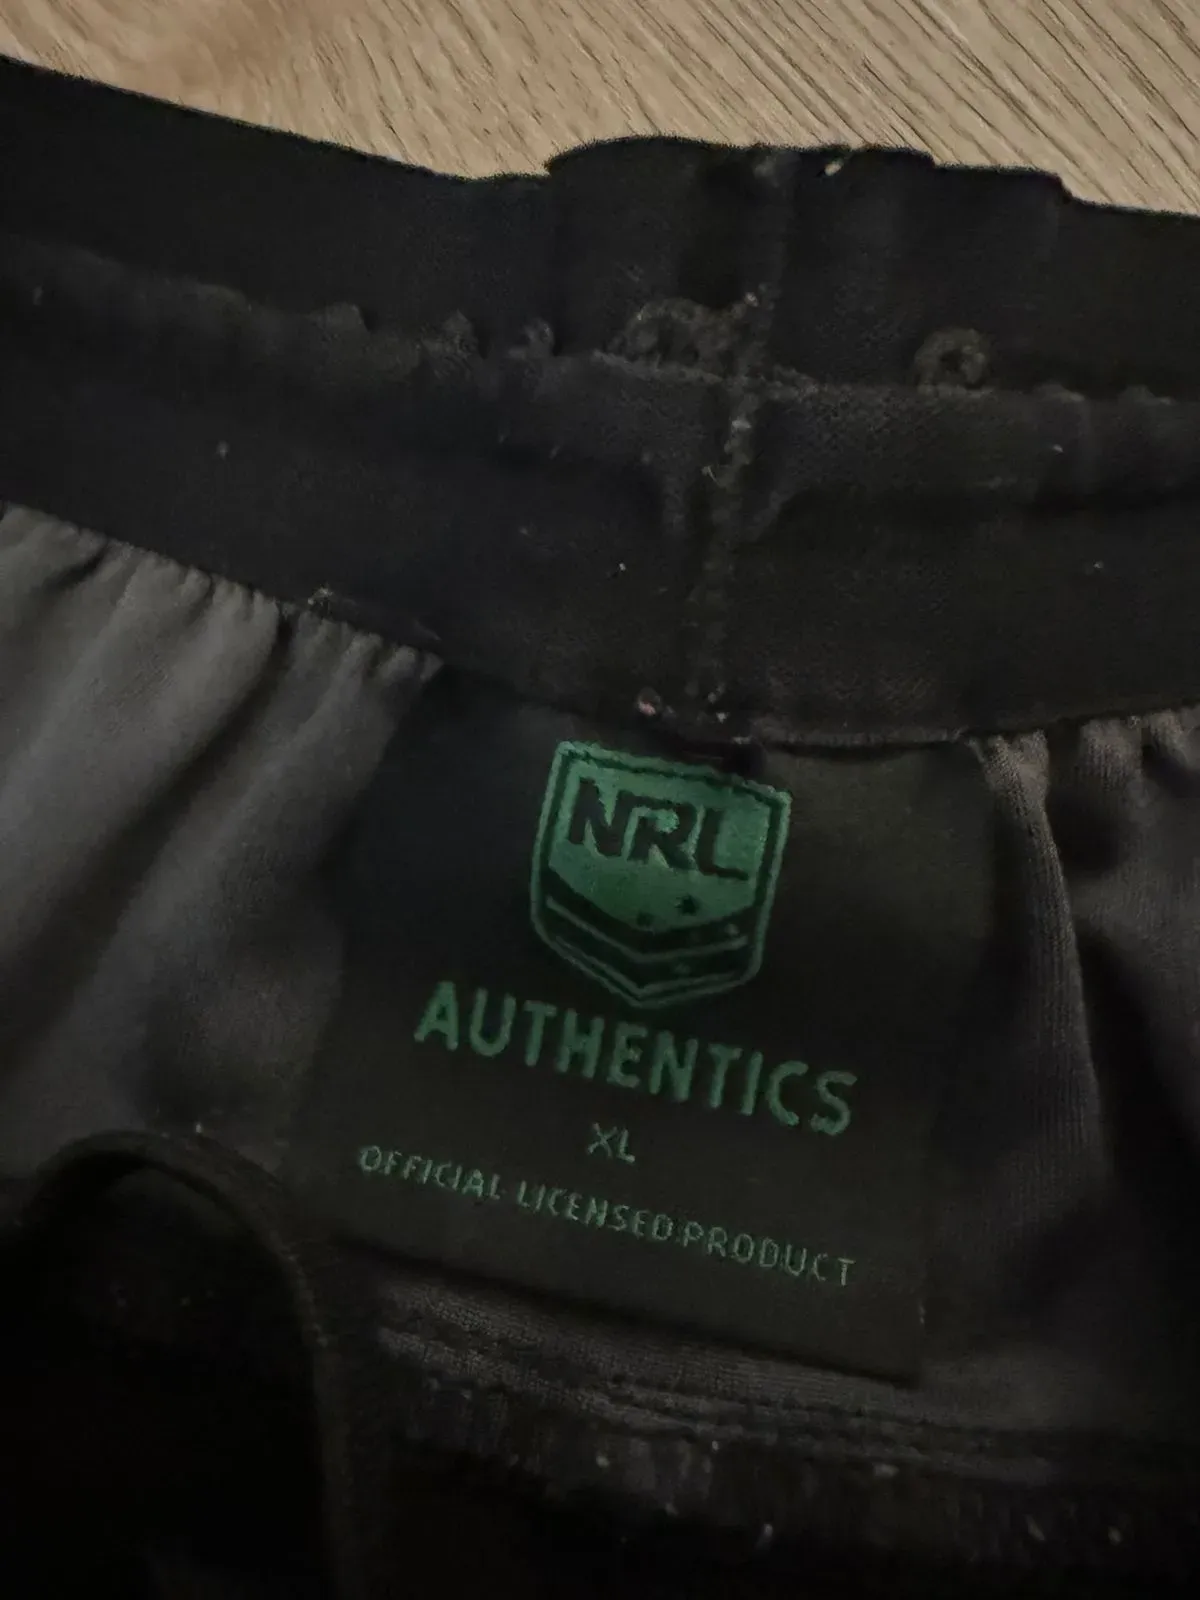 NRL
AUTHENTICS
XL
OFFICIAL LICENSED PRODUCT